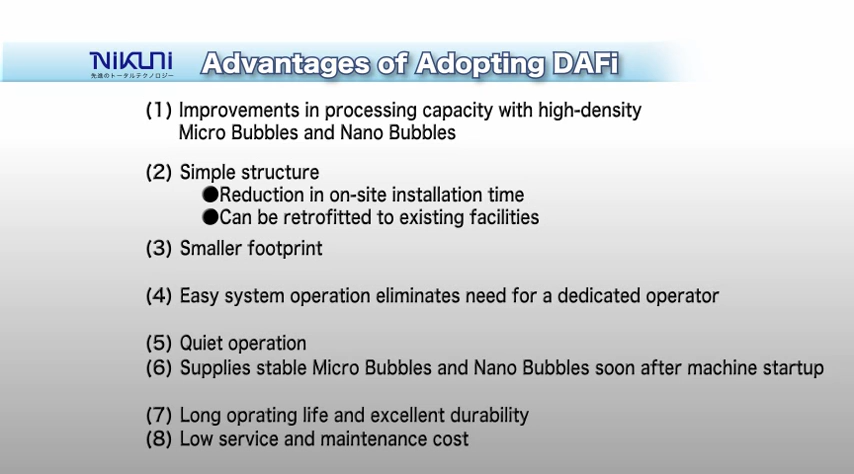 NiKUNi
先進のトータルテクノロジー
Advantages of Adopting DAFi
(1) Improvements in processing capacity with high-density
Micro Bubbles and Nano Bubbles
(2) Simple structure
●Reduction in on-site installation time
●Can be retrofitted to existing facilities
(3) Smaller footprint
(4) Easy system operation eliminates need for a dedicated operator
(5) Quiet operation
(6) Supplies stable Micro Bubbles and Nano Bubbles soon after machine startup
(7) Long oprating life and excellent durability
(8) Low service and maintenance cost